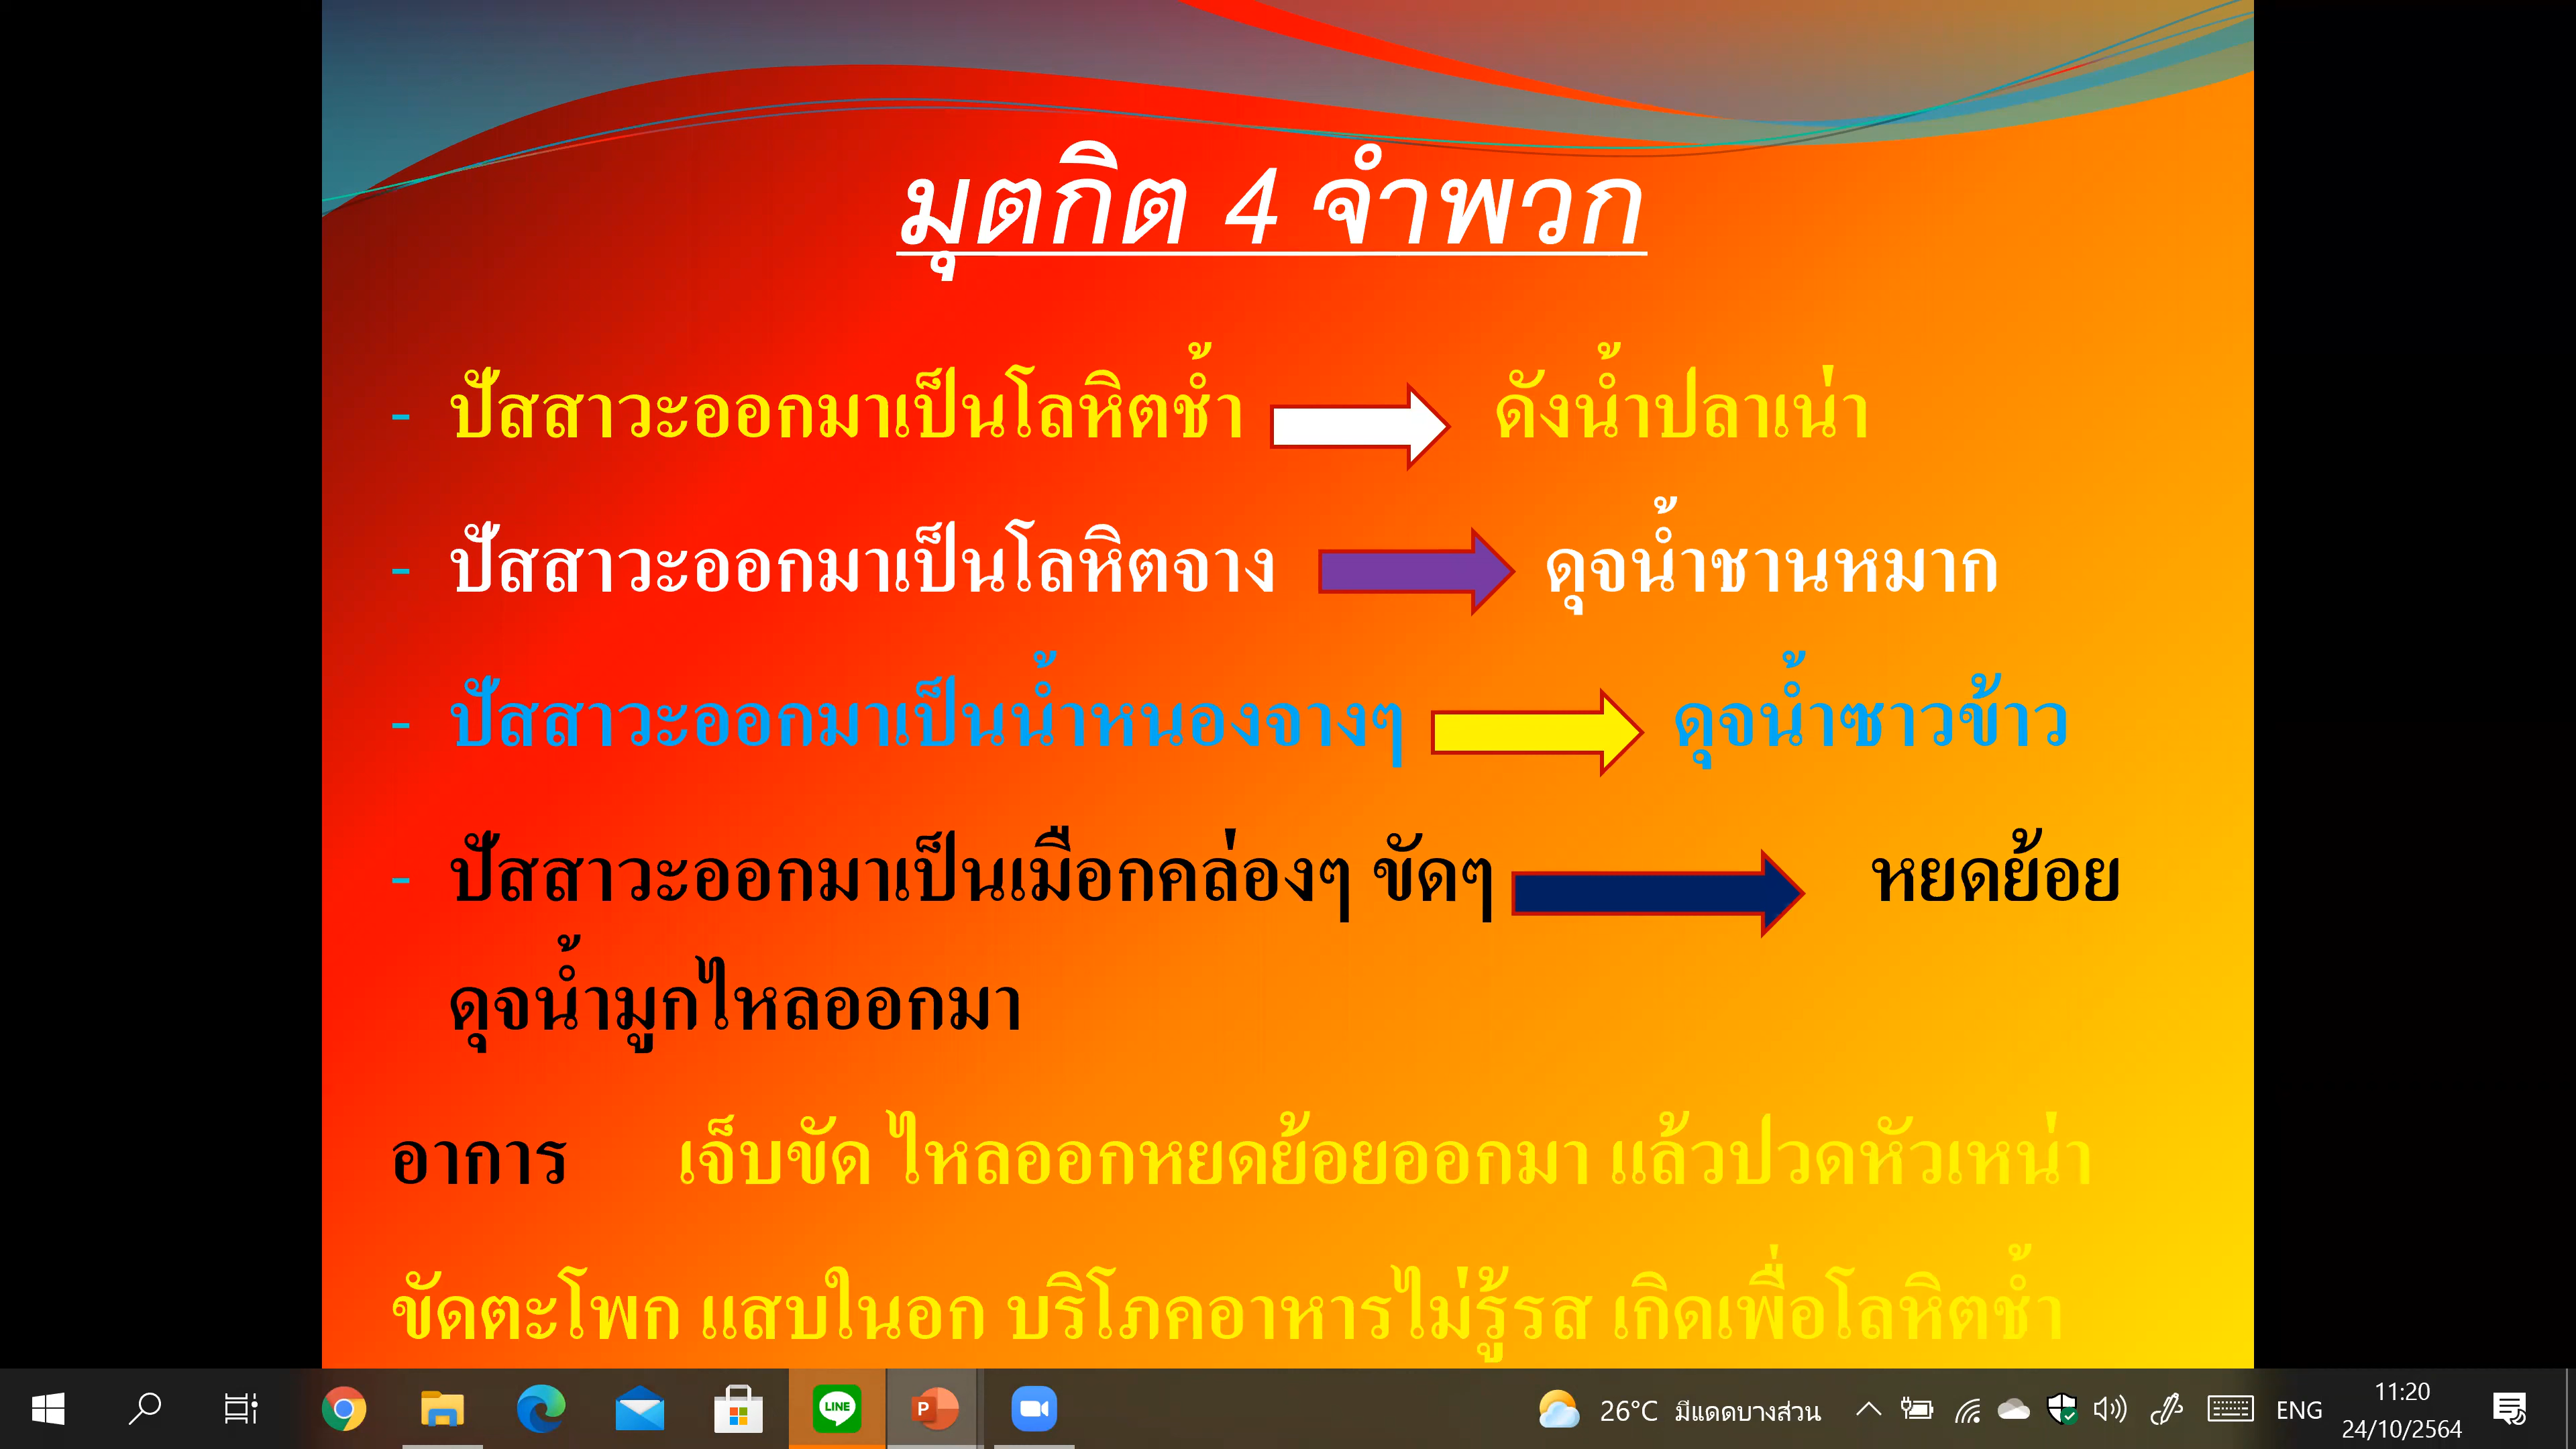 มุตกิต 4 จำพวก
- ปัสสาวะออกมาเป็นโลหิตช้ำ ดังน้ำปลาเน่า
- ปัสสาวะออกมาเป็นโลหิตจาง ดุจน้ำชานหมาก
- ปัสสาวะออกมาเป็นน้ำหนองจางๆ ดุจน้ำซาวข้าว
- ปัสสาวะออกมาเป็นเมือกคล่องๆ ขัดๆ หยดย้อย
ดุจน้ำมูกไหลออกมา
อาการ เจ็บขัด ไหลออกหยดย้อยออกมา แล้วปวดหัวเหน่า
ขัดตะโพก แสบในอก บริโภคอาหารไม่รู้รส เกิดเพื่อโลหิตช้ำ
LINE
P
26°C มีแดดบางส่วน
ENG
11:20
24/10/2564